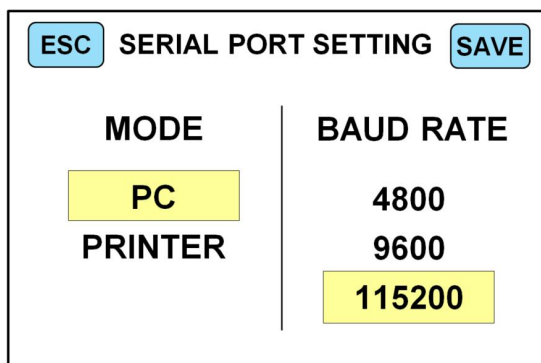 ESC SERIAL PORT SETTING SAVE
MODE
PC
PRINTER
BAUD RATE
4800
9600
115200